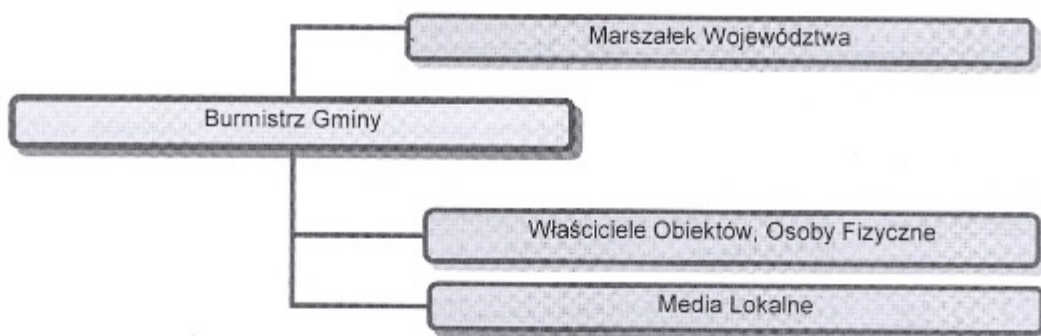 Marszałek Województwa
Burmistrz Gminy
Właściciele Obiektów, Osoby Fizyczne
Media Lokalne